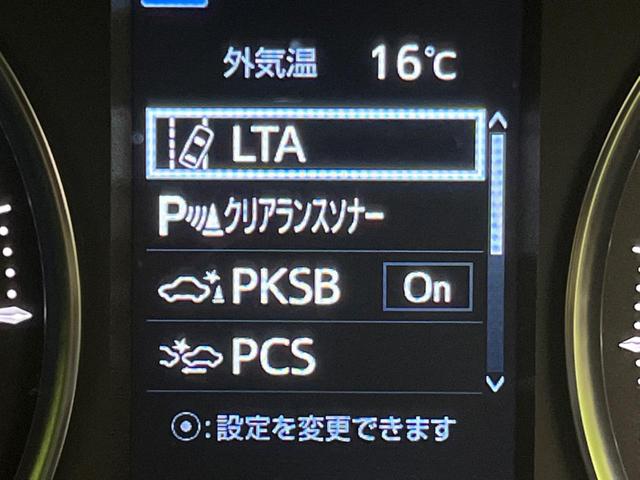 外気温 16℃
LTA
P クリアランスソナー
PKSB On
PCS
⦿:設定を変更できます